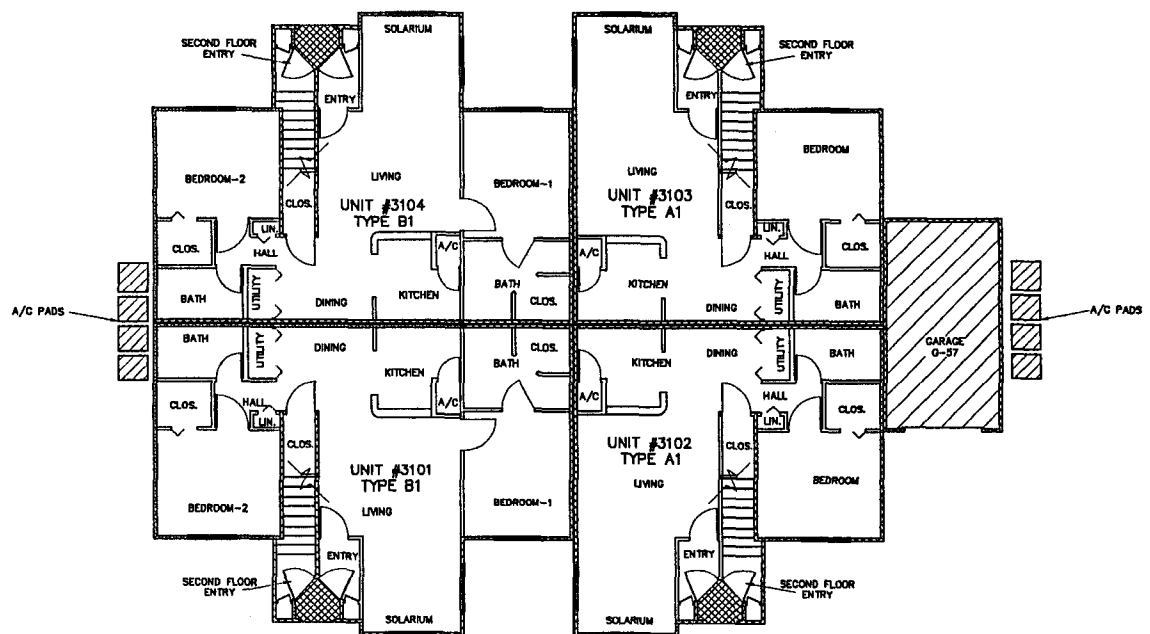 SOLARIUM
SOLARIUM
SECOND FLOOR
ENTRY
SECOND FLOOR
ENTRY
ENTRY
ENTRY
BEDROOM-2
LIVING
BEDROOM-1
LIVING
BEDROOM
UNIT #3104
TYPE B1
UNIT #3103
TYPE A1
CLOS.
CLOS.
LIN.
LIN.
CLOS.
HALL
A/C
A/C
HALL
CLOS.
BATH
UTILITY
DINING
KITCHEN
BATH
CLOS.
KITCHEN
DINING
UTILITY
BATH
A/C PADS
A/C PADS
GARAGE
G-57
BATH
UTILITY
DINING
KITCHEN
BATH
CLOS.
KITCHEN
DINING
UTILITY
BATH
HALL
A/C
A/C
HALL
CLOS.
LIN.
LIN.
CLOS.
CLOS.
CLOS.
UNIT #3101
TYPE B1
UNIT #3102
TYPE A1
BEDROOM-2
LIVING
BEDROOM-1
LIVING
BEDROOM
ENTRY
ENTRY
SECOND FLOOR
ENTRY
SECOND FLOOR
ENTRY
SOLARIUM
SOLARIUM